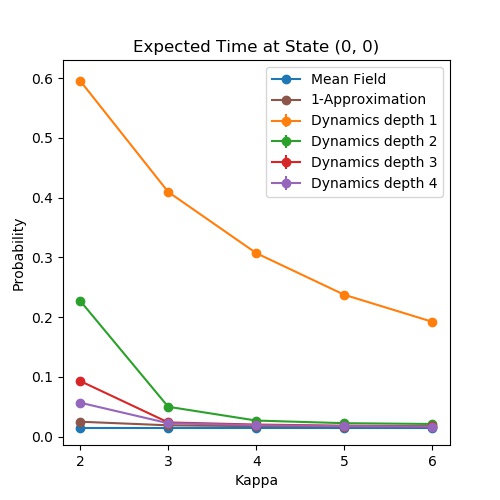 Expected Time at State (0, 0)
Mean Field
1-Approximation
Dynamics depth 1
Dynamics depth 2
Dynamics depth 3
Dynamics depth 4
Probability
0.6
0.5
0.4
0.3
0.2
0.1
0.0
2 3 4 5 6
Kappa